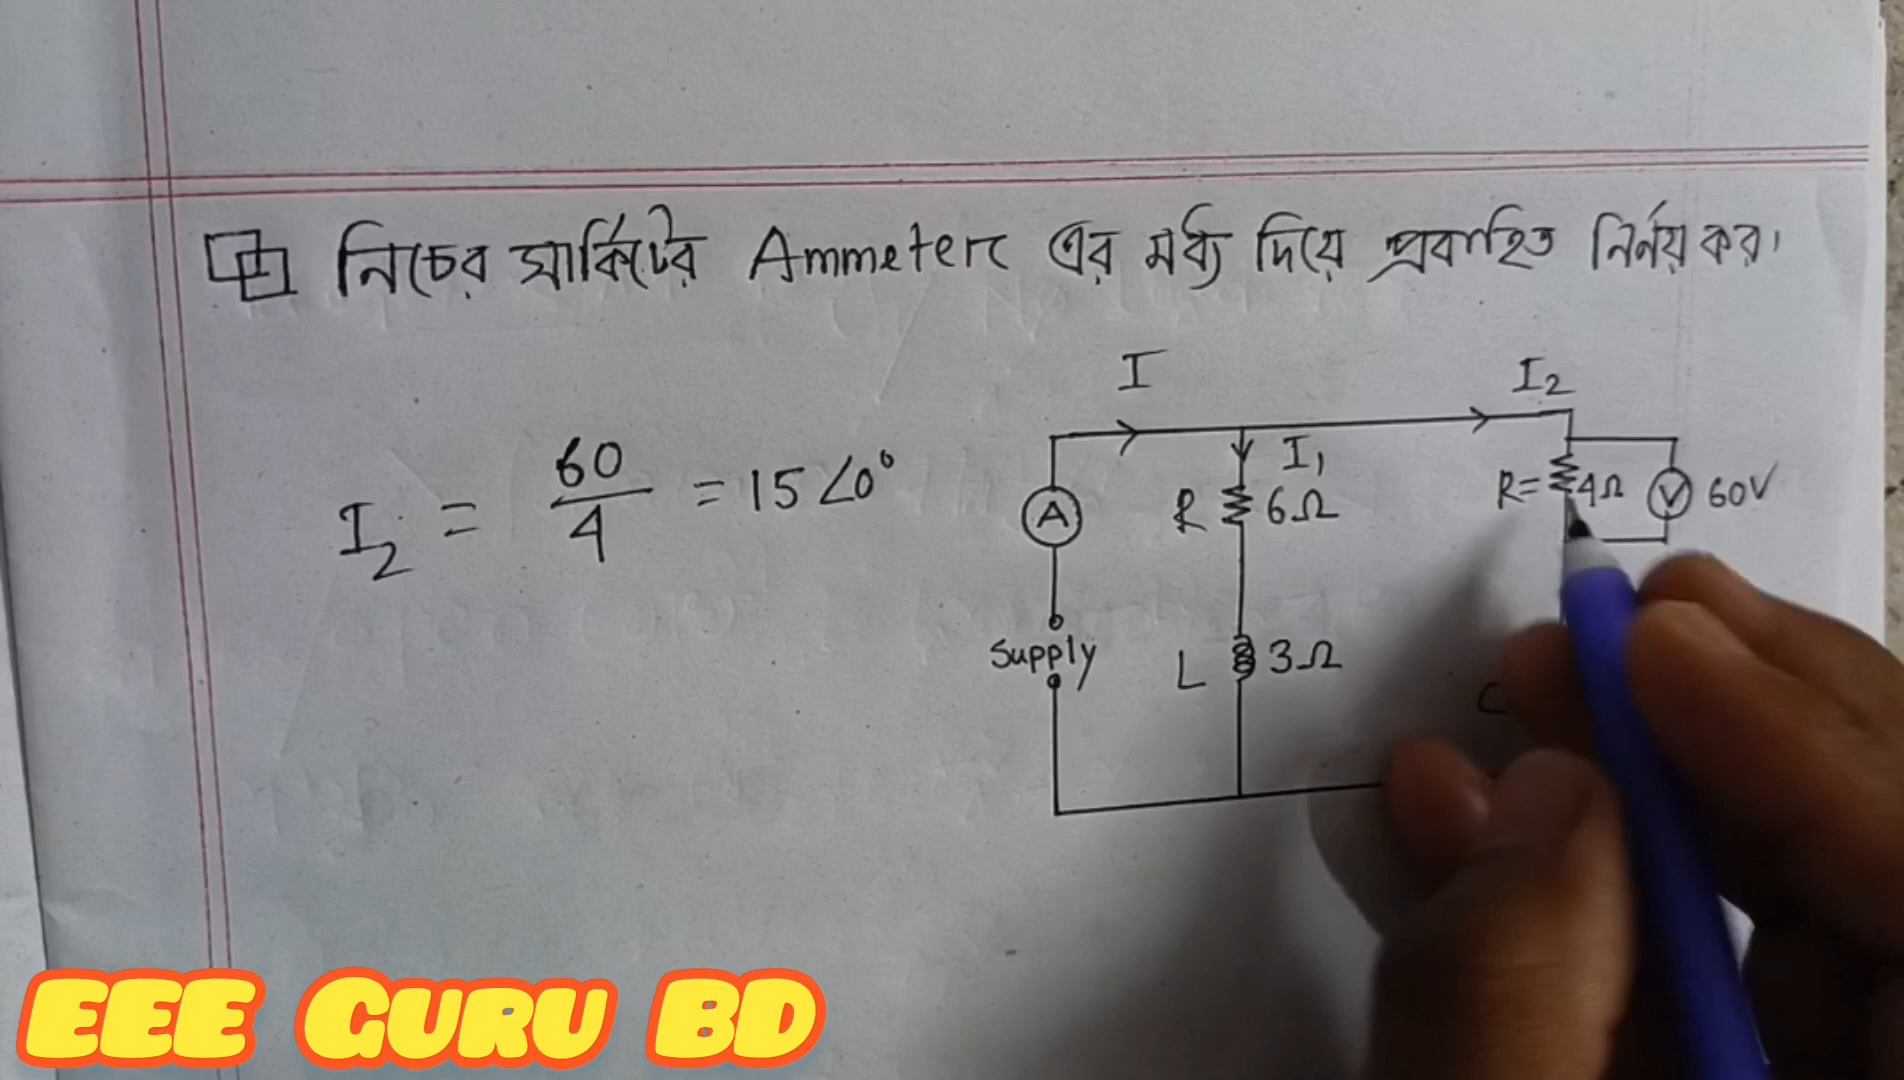 নিচের সার্কিটের Ammeter এর মধ্য দিয়ে প্রবাহিত নির্নয় কর।
I
I₂
I₂ = 60/4 = 15∠0°
I₁
R 6Ω
R= 4Ω
V 60V
A
Supply
L 3Ω
C
EEE GURU BD